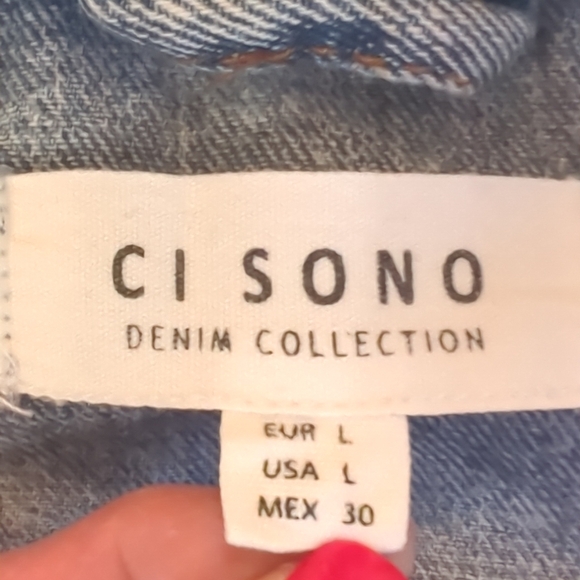 CI SONO
DENIM COLLECTION
EUR L
USA L
MEX 30